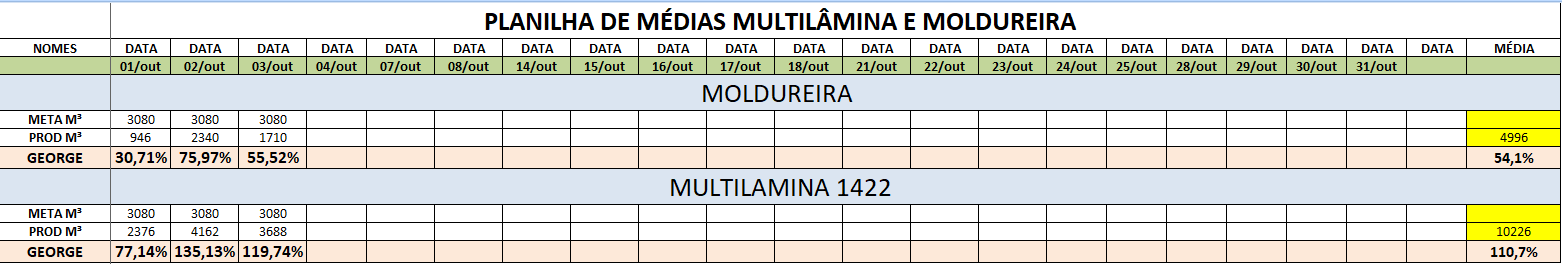 PLANILHA DE MÉDIAS MULTILÂMINA E MOLDUREIRA
NOMES DATA DATA DATA DATA DATA DATA DATA DATA DATA DATA DATA DATA DATA DATA DATA DATA DATA DATA DATA DATA DATA MÉDIA
01/out 02/out 03/out 04/out 07/out 08/out 14/out 15/out 16/out 17/out 18/out 21/out 22/out 23/out 24/out 25/out 28/out 29/out 30/out 31/out
MOLDUREIRA
META M³ 3080 3080 3080
PROD M³ 946 2340 1710 4996
GEORGE 30,71% 75,97% 55,52% 54,1%
MULTILAMINA 1422
META M³ 3080 3080 3080
PROD M³ 2376 4162 3688 10226
GEORGE 77,14% 135,13% 119,74% 110,7%